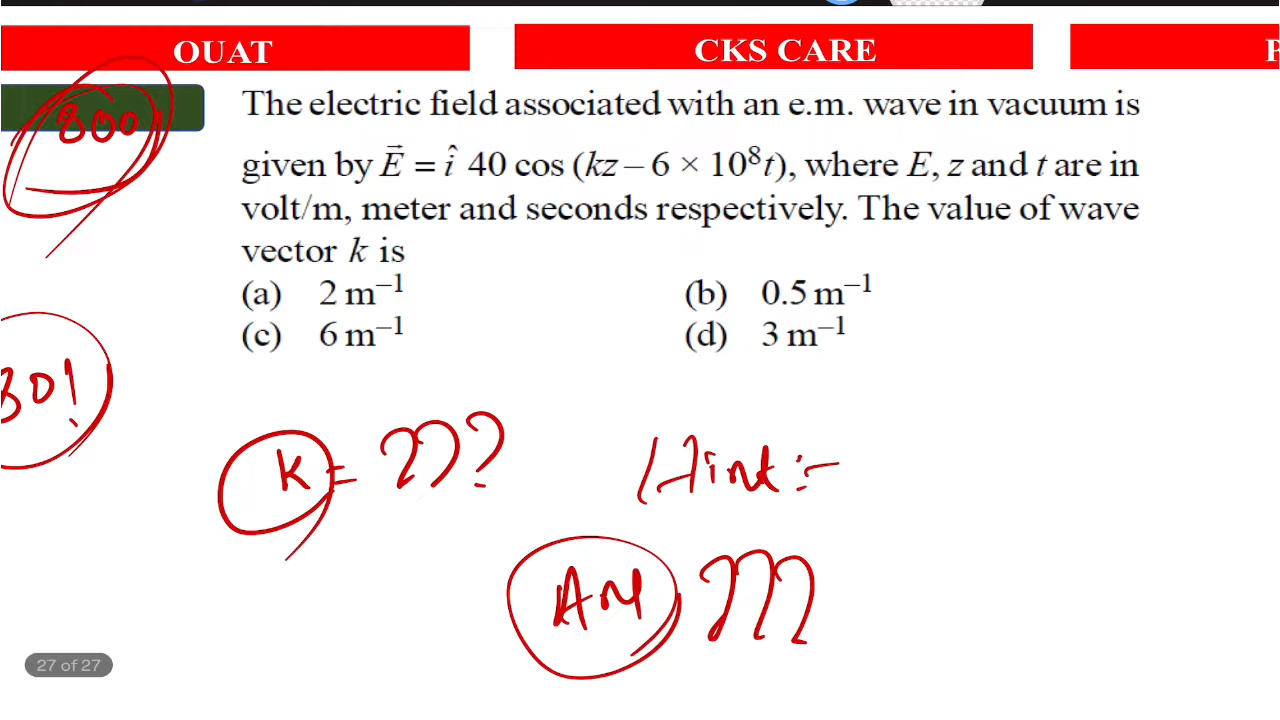 OUAT
CKS CARE
P
800
The electric field associated with an e.m. wave in vacuum is
given by E⃗ = î 40 cos (kz – 6 × 10⁸t), where E, z and t are in
volt/m, meter and seconds respectively. The value of wave
vector k is
(a) 2 m⁻¹ (b) 0.5 m⁻¹
(c) 6 m⁻¹ (d) 3 m⁻¹
30!
K = ???
Hint :-
Ans ???
27 of 27